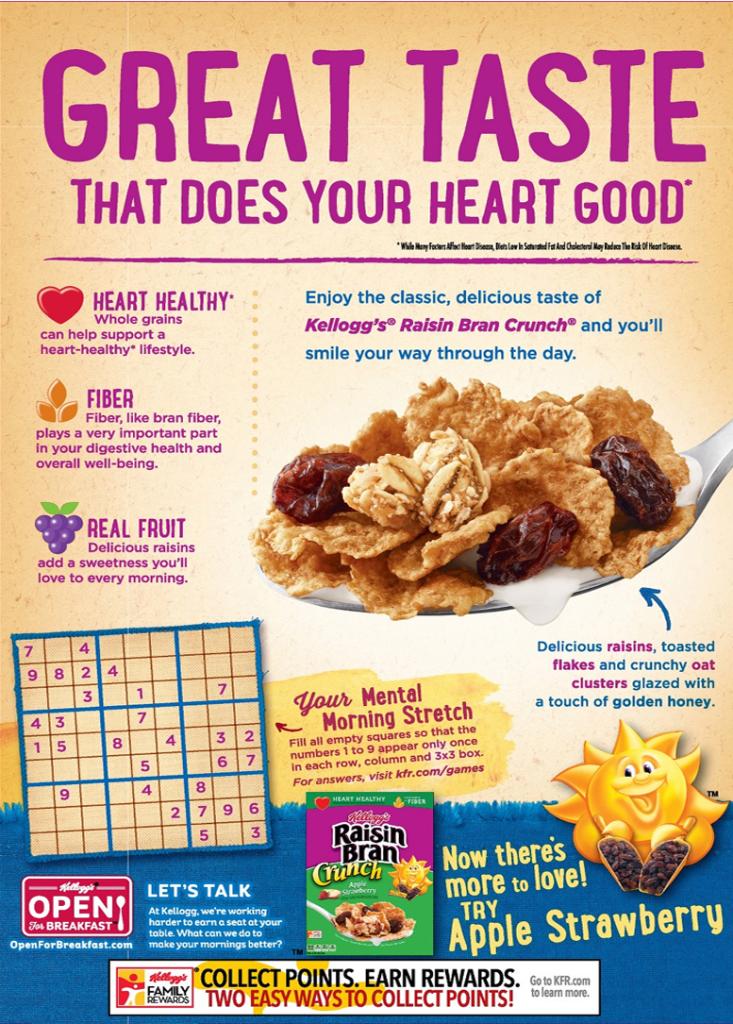 GREAT TASTE
THAT DOES YOUR HEART GOOD*
* While Many Factors Affect Heart Disease, Diets Low In Saturated Fat And Cholesterol May Reduce The Risk Of Heart Disease.
HEART HEALTHY*
Whole grains
can help support a
heart-healthy* lifestyle.
FIBER
Fiber, like bran fiber,
plays a very important part
in your digestive health and
overall well-being.
REAL FRUIT
Delicious raisins
add a sweetness you'll
love to every morning.
Enjoy the classic, delicious taste of
Kellogg's® Raisin Bran Crunch® and you'll
smile your way through the day.
Delicious raisins, toasted
flakes and crunchy oat
clusters glazed with
a touch of golden honey.
7 4
9 8 2 4
3 1 7
4 3 7
1 5 8 4 3 2
5 6 7
9 4 8
2 7 9 6
5 3
Your Mental
Morning Stretch
Fill all empty squares so that the
numbers 1 to 9 appear only once
in each row, column and 3x3 box.
For answers, visit kfr.com/games
TM
HEART HEALTHY
FIBER
Kellogg's
Raisin
Bran
Crunch
Apple
Strawberry
TM
Now there's
more to love!
TRY
Apple Strawberry
Kellogg's
OPEN
for BREAKFAST
OpenForBreakfast.com
LET'S TALK
At Kellogg, we're working
harder to earn a seat at your
table. What can we do to
make your mornings better?
Kellogg's
FAMILY
REWARDS
*COLLECT POINTS. EARN REWARDS.
TWO EASY WAYS TO COLLECT POINTS!
Go to KFR.com
to learn more.